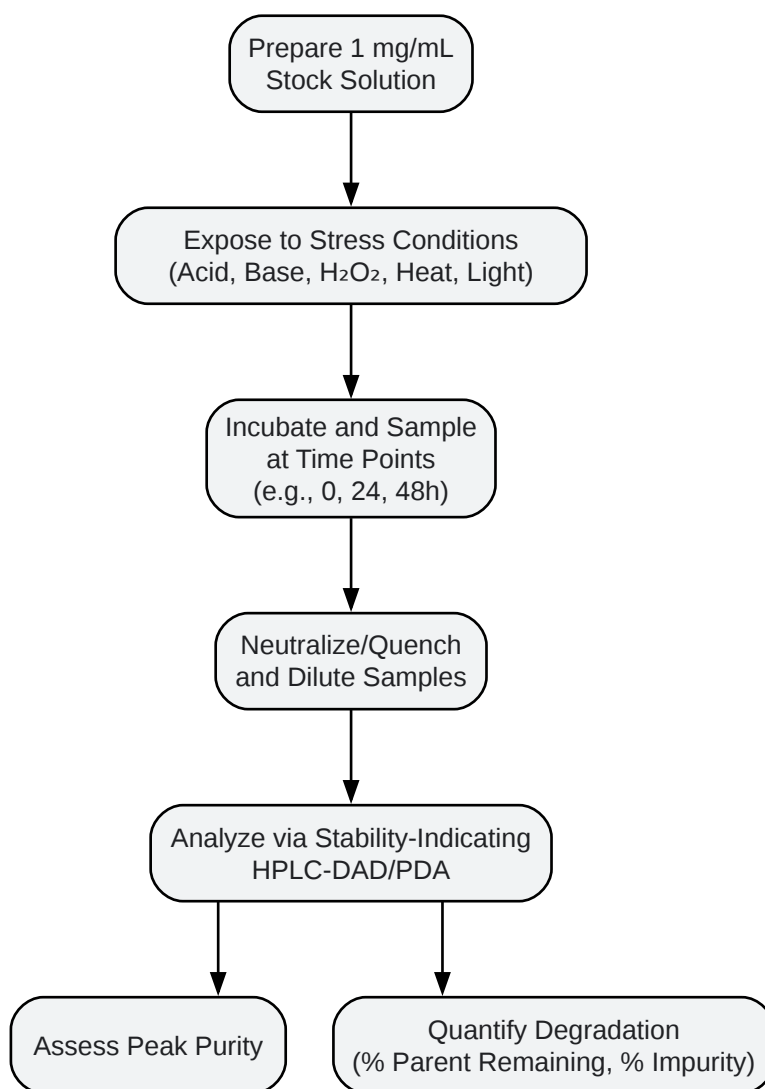 Prepare 1 mg/mL
Stock Solution
Expose to Stress Conditions
(Acid, Base, H₂O₂, Heat, Light)
Incubate and Sample
at Time Points
(e.g., 0, 24, 48h)
Neutralize/Quench
and Dilute Samples
Analyze via Stability-Indicating
HPLC-DAD/PDA
Assess Peak Purity
Quantify Degradation
(% Parent Remaining, % Impurity)